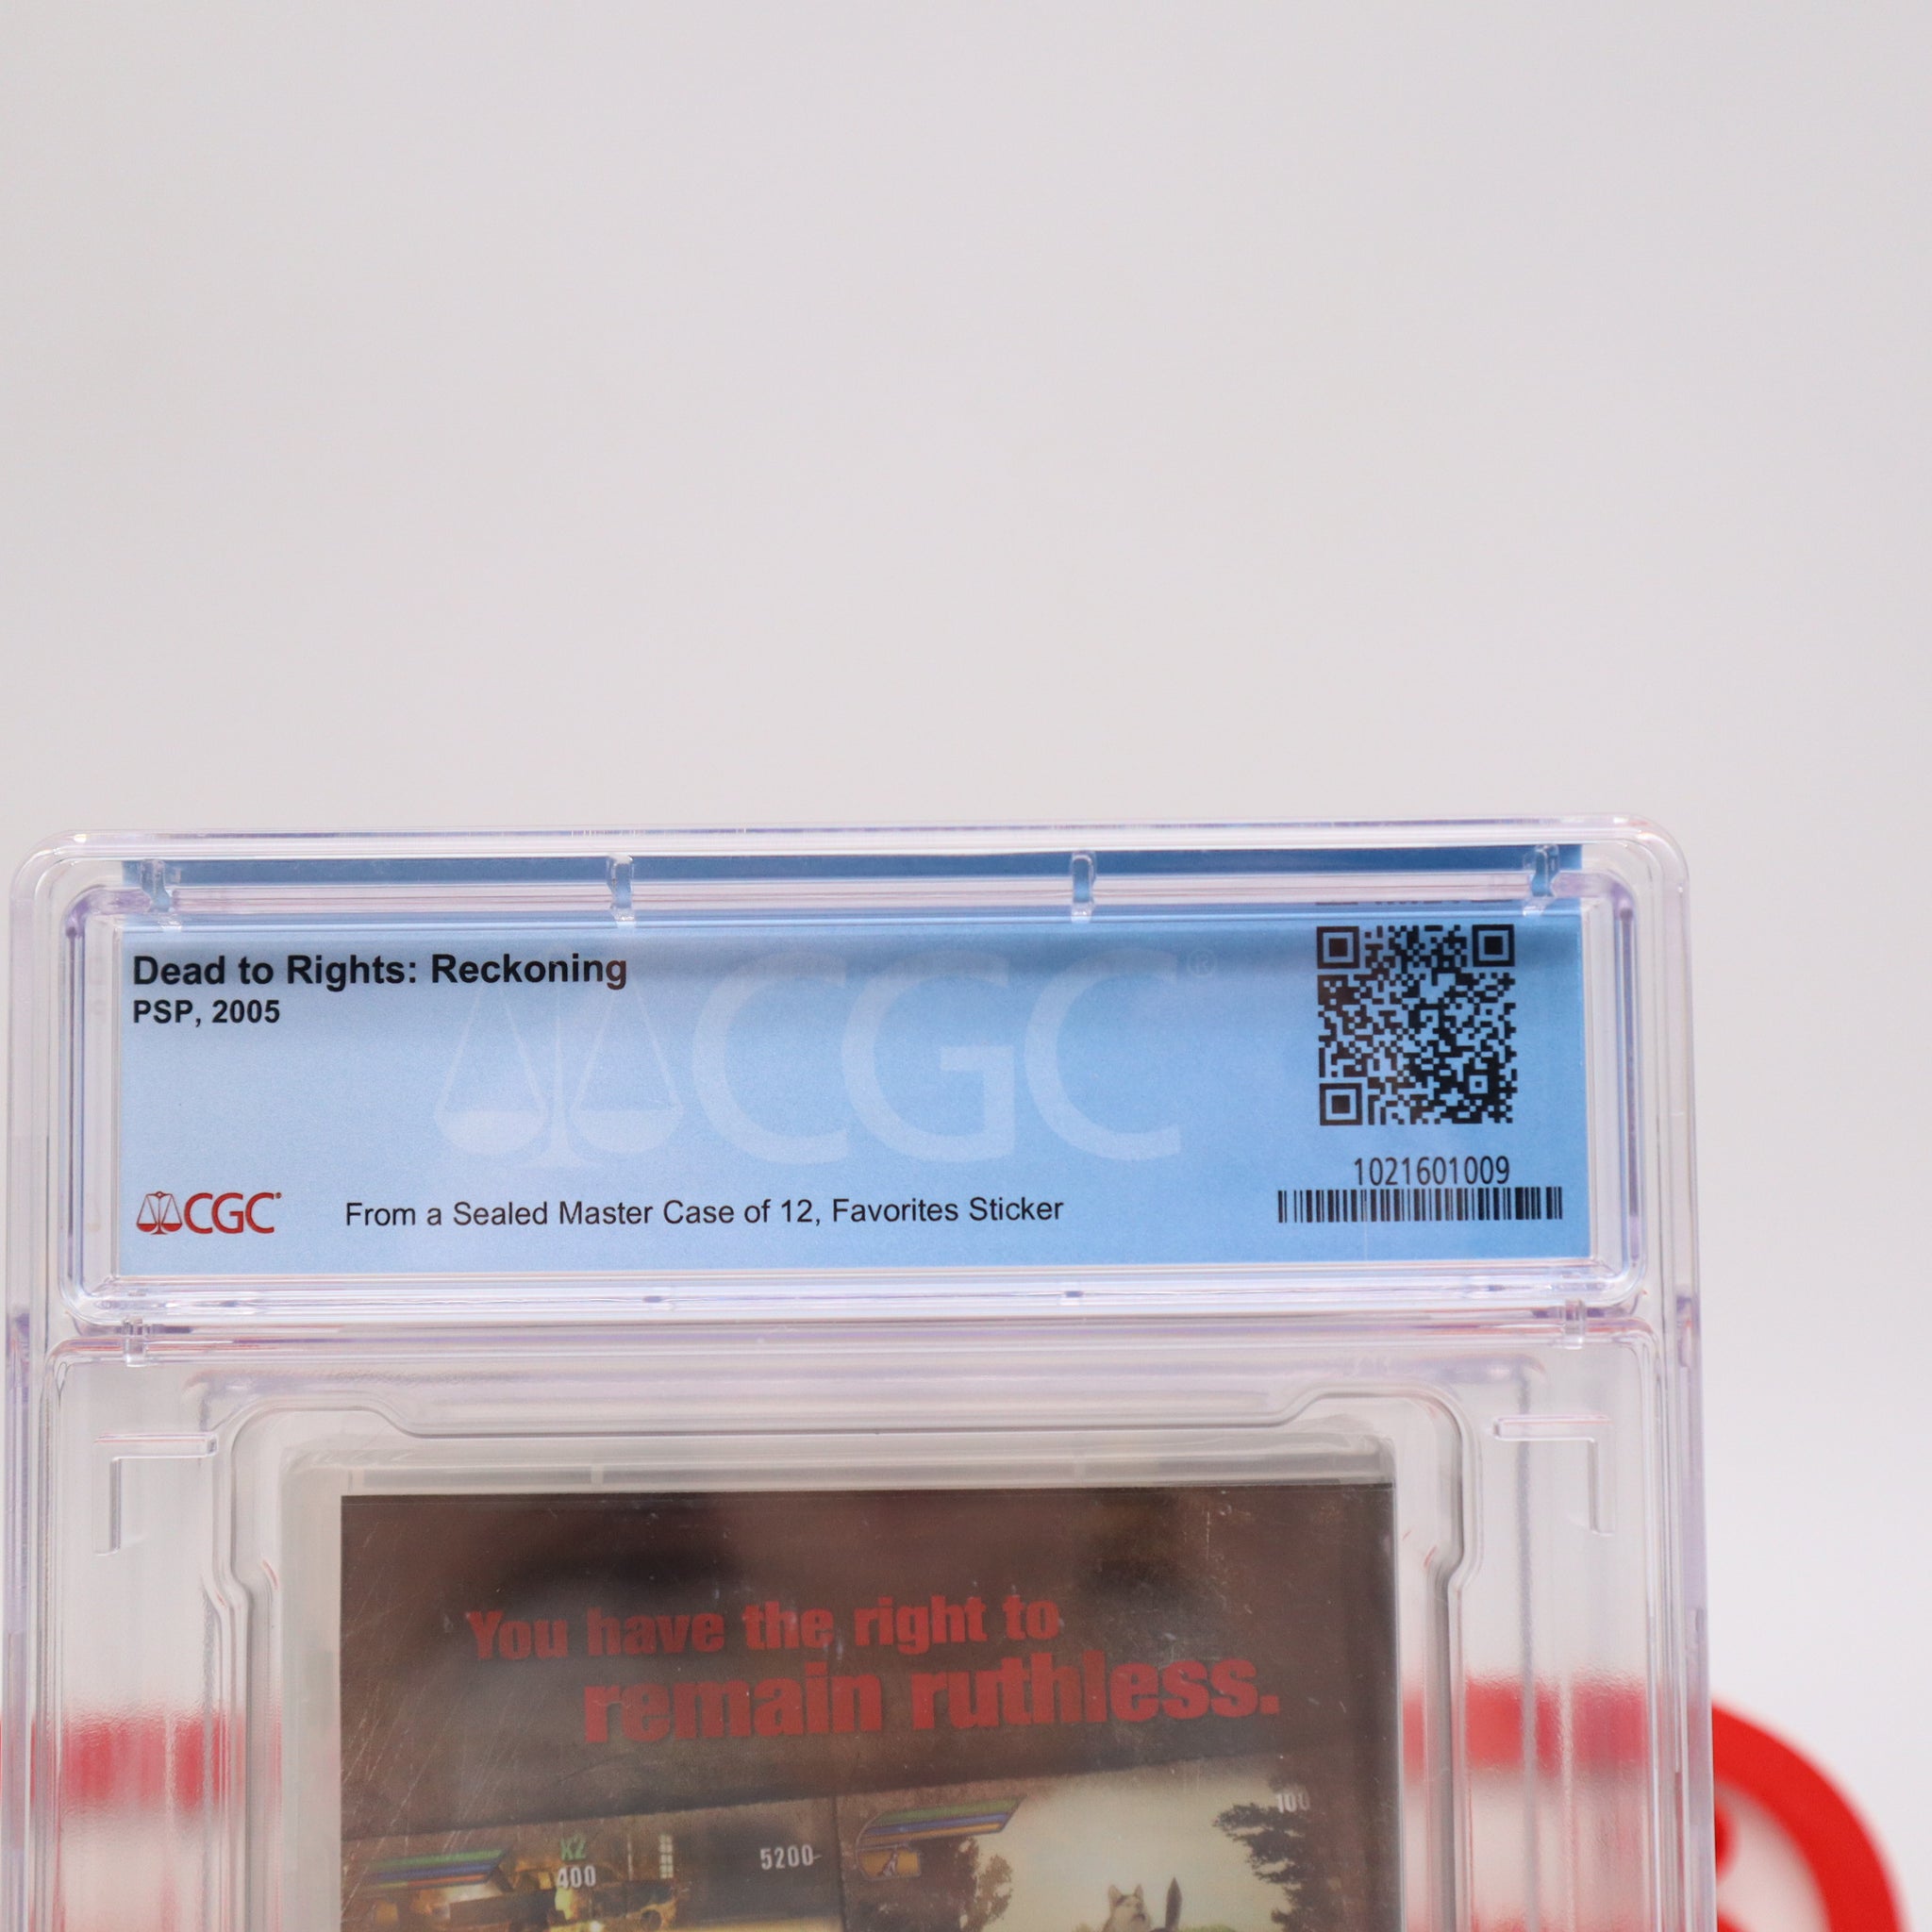 CGC®
Dead to Rights: Reckoning
PSP, 2005
1021601009
CGC
From a Sealed Master Case of 12, Favorites Sticker
You have the right to
remain ruthless.
X2
400
5200
100